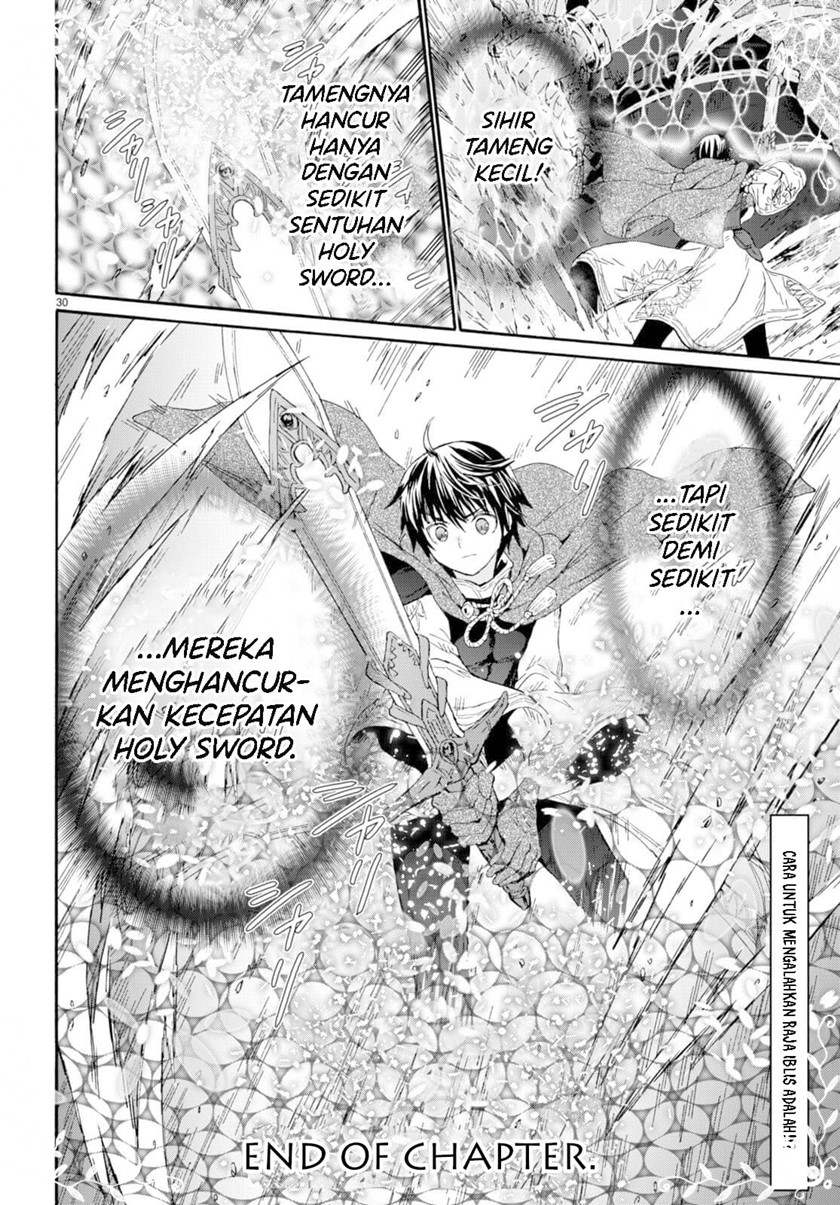 SIHIR
TAMENG
KECIL!
TAMENGNYA
HANCUR
HANYA
DENGAN
SEDIKIT
SENTUHAN
HOLY
SWORD...
30
...TAPI
SEDIKIT
DEMI
SEDIKIT
...
...MEREKA
MENGHANCUR-
KAN KECEPATAN
HOLY SWORD.
CARA UNTUK MENGALAHKAN RAJA IBLIS ADALAH!?
END OF CHAPTER.